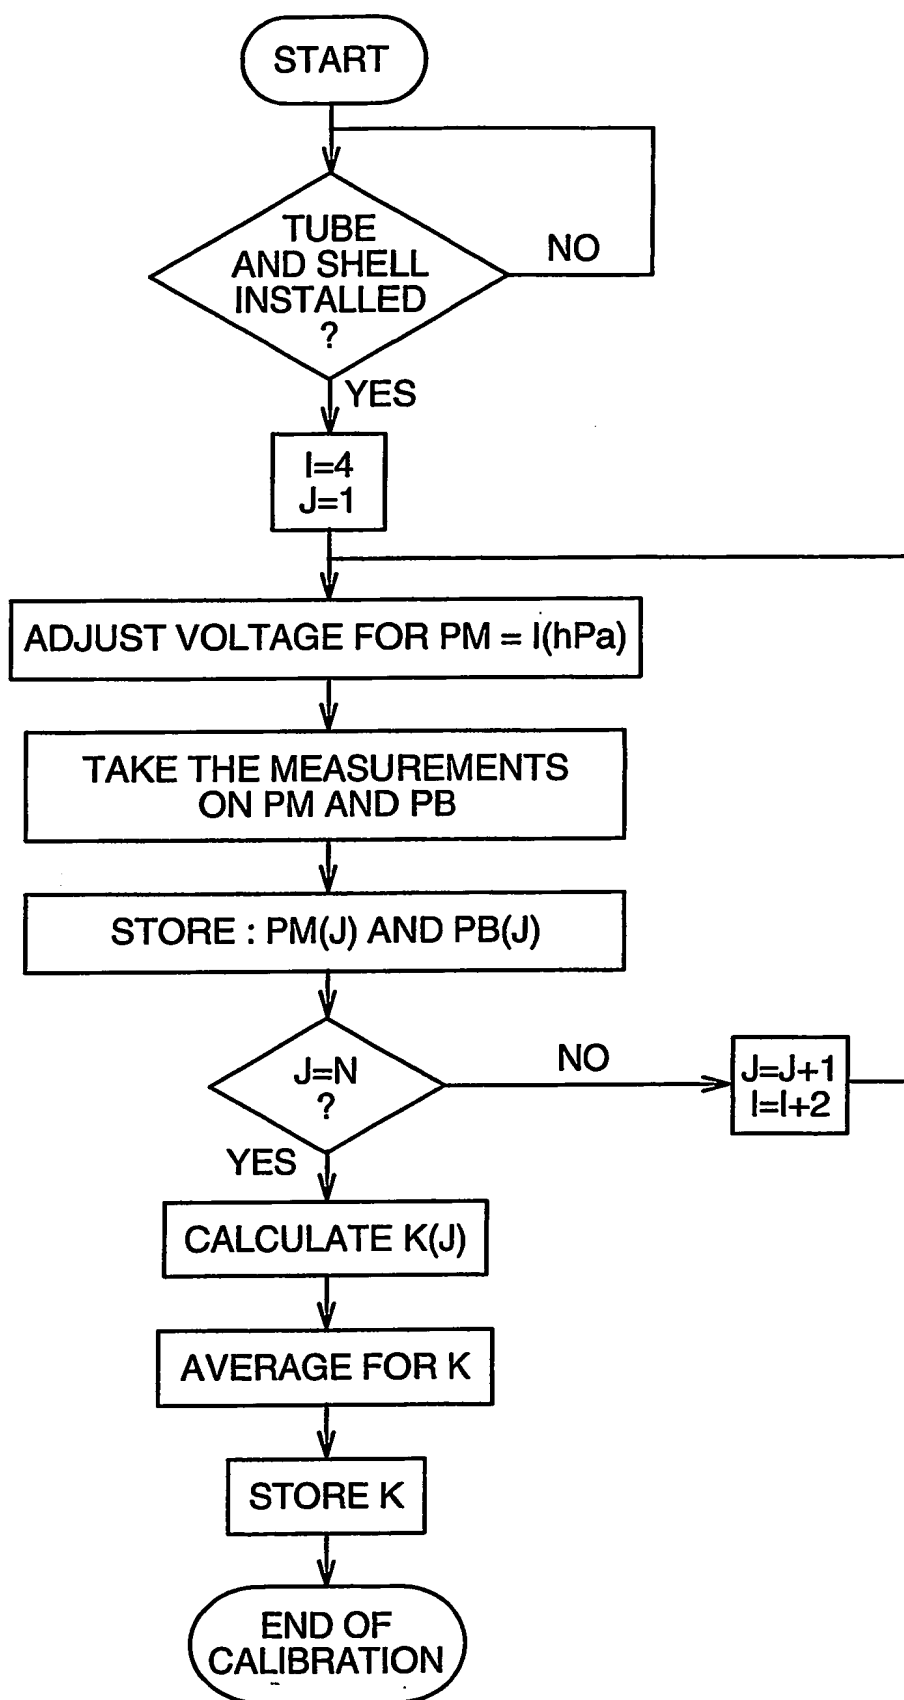 START
TUBE
AND SHELL
INSTALLED
?
NO
YES
I=4
J=1
ADJUST VOLTAGE FOR PM = I(hPa)
TAKE THE MEASUREMENTS
ON PM AND PB
STORE : PM(J) AND PB(J)
J=N
?
NO
J=J+1
I=I+2
YES
CALCULATE K(J)
AVERAGE FOR K
STORE K
END OF
CALIBRATION